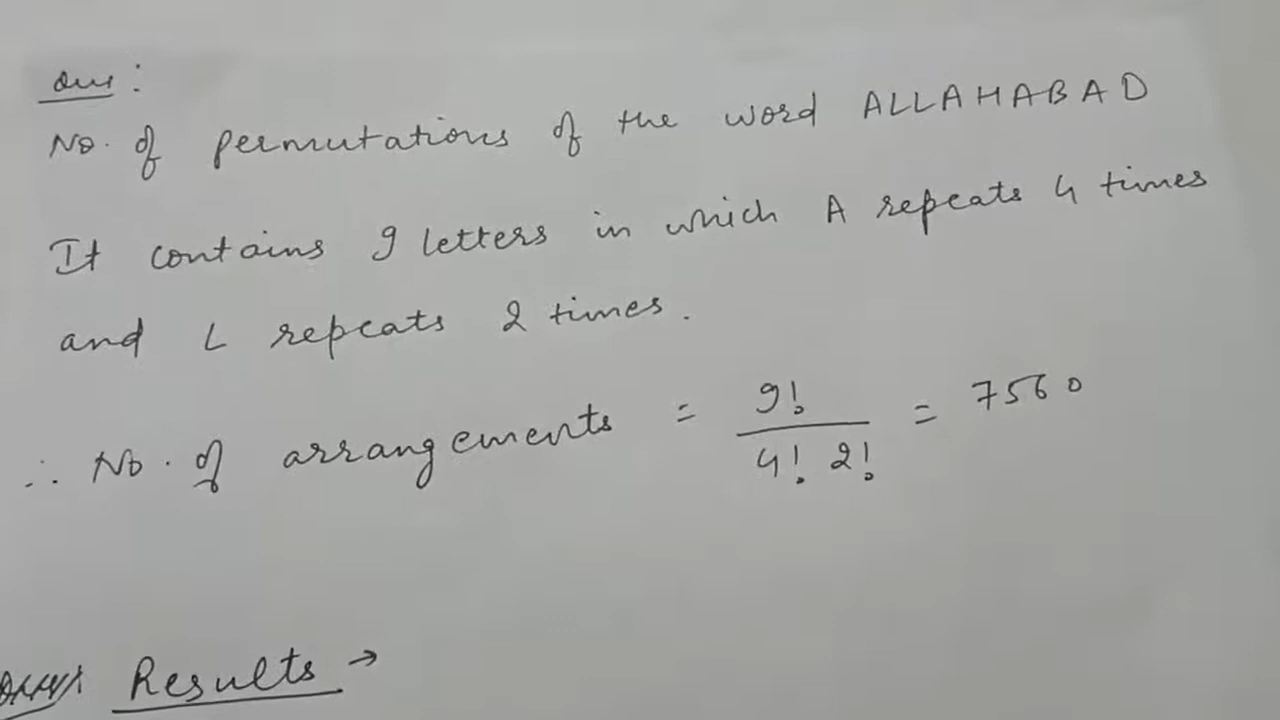 Ques :
No. of permutations of the word ALLAHABAD
It contains 9 letters in which A repeats 4 times
and L repeats 2 times.
∴ No. of arrangements = 9! / 4! 2! = 7560
Results →